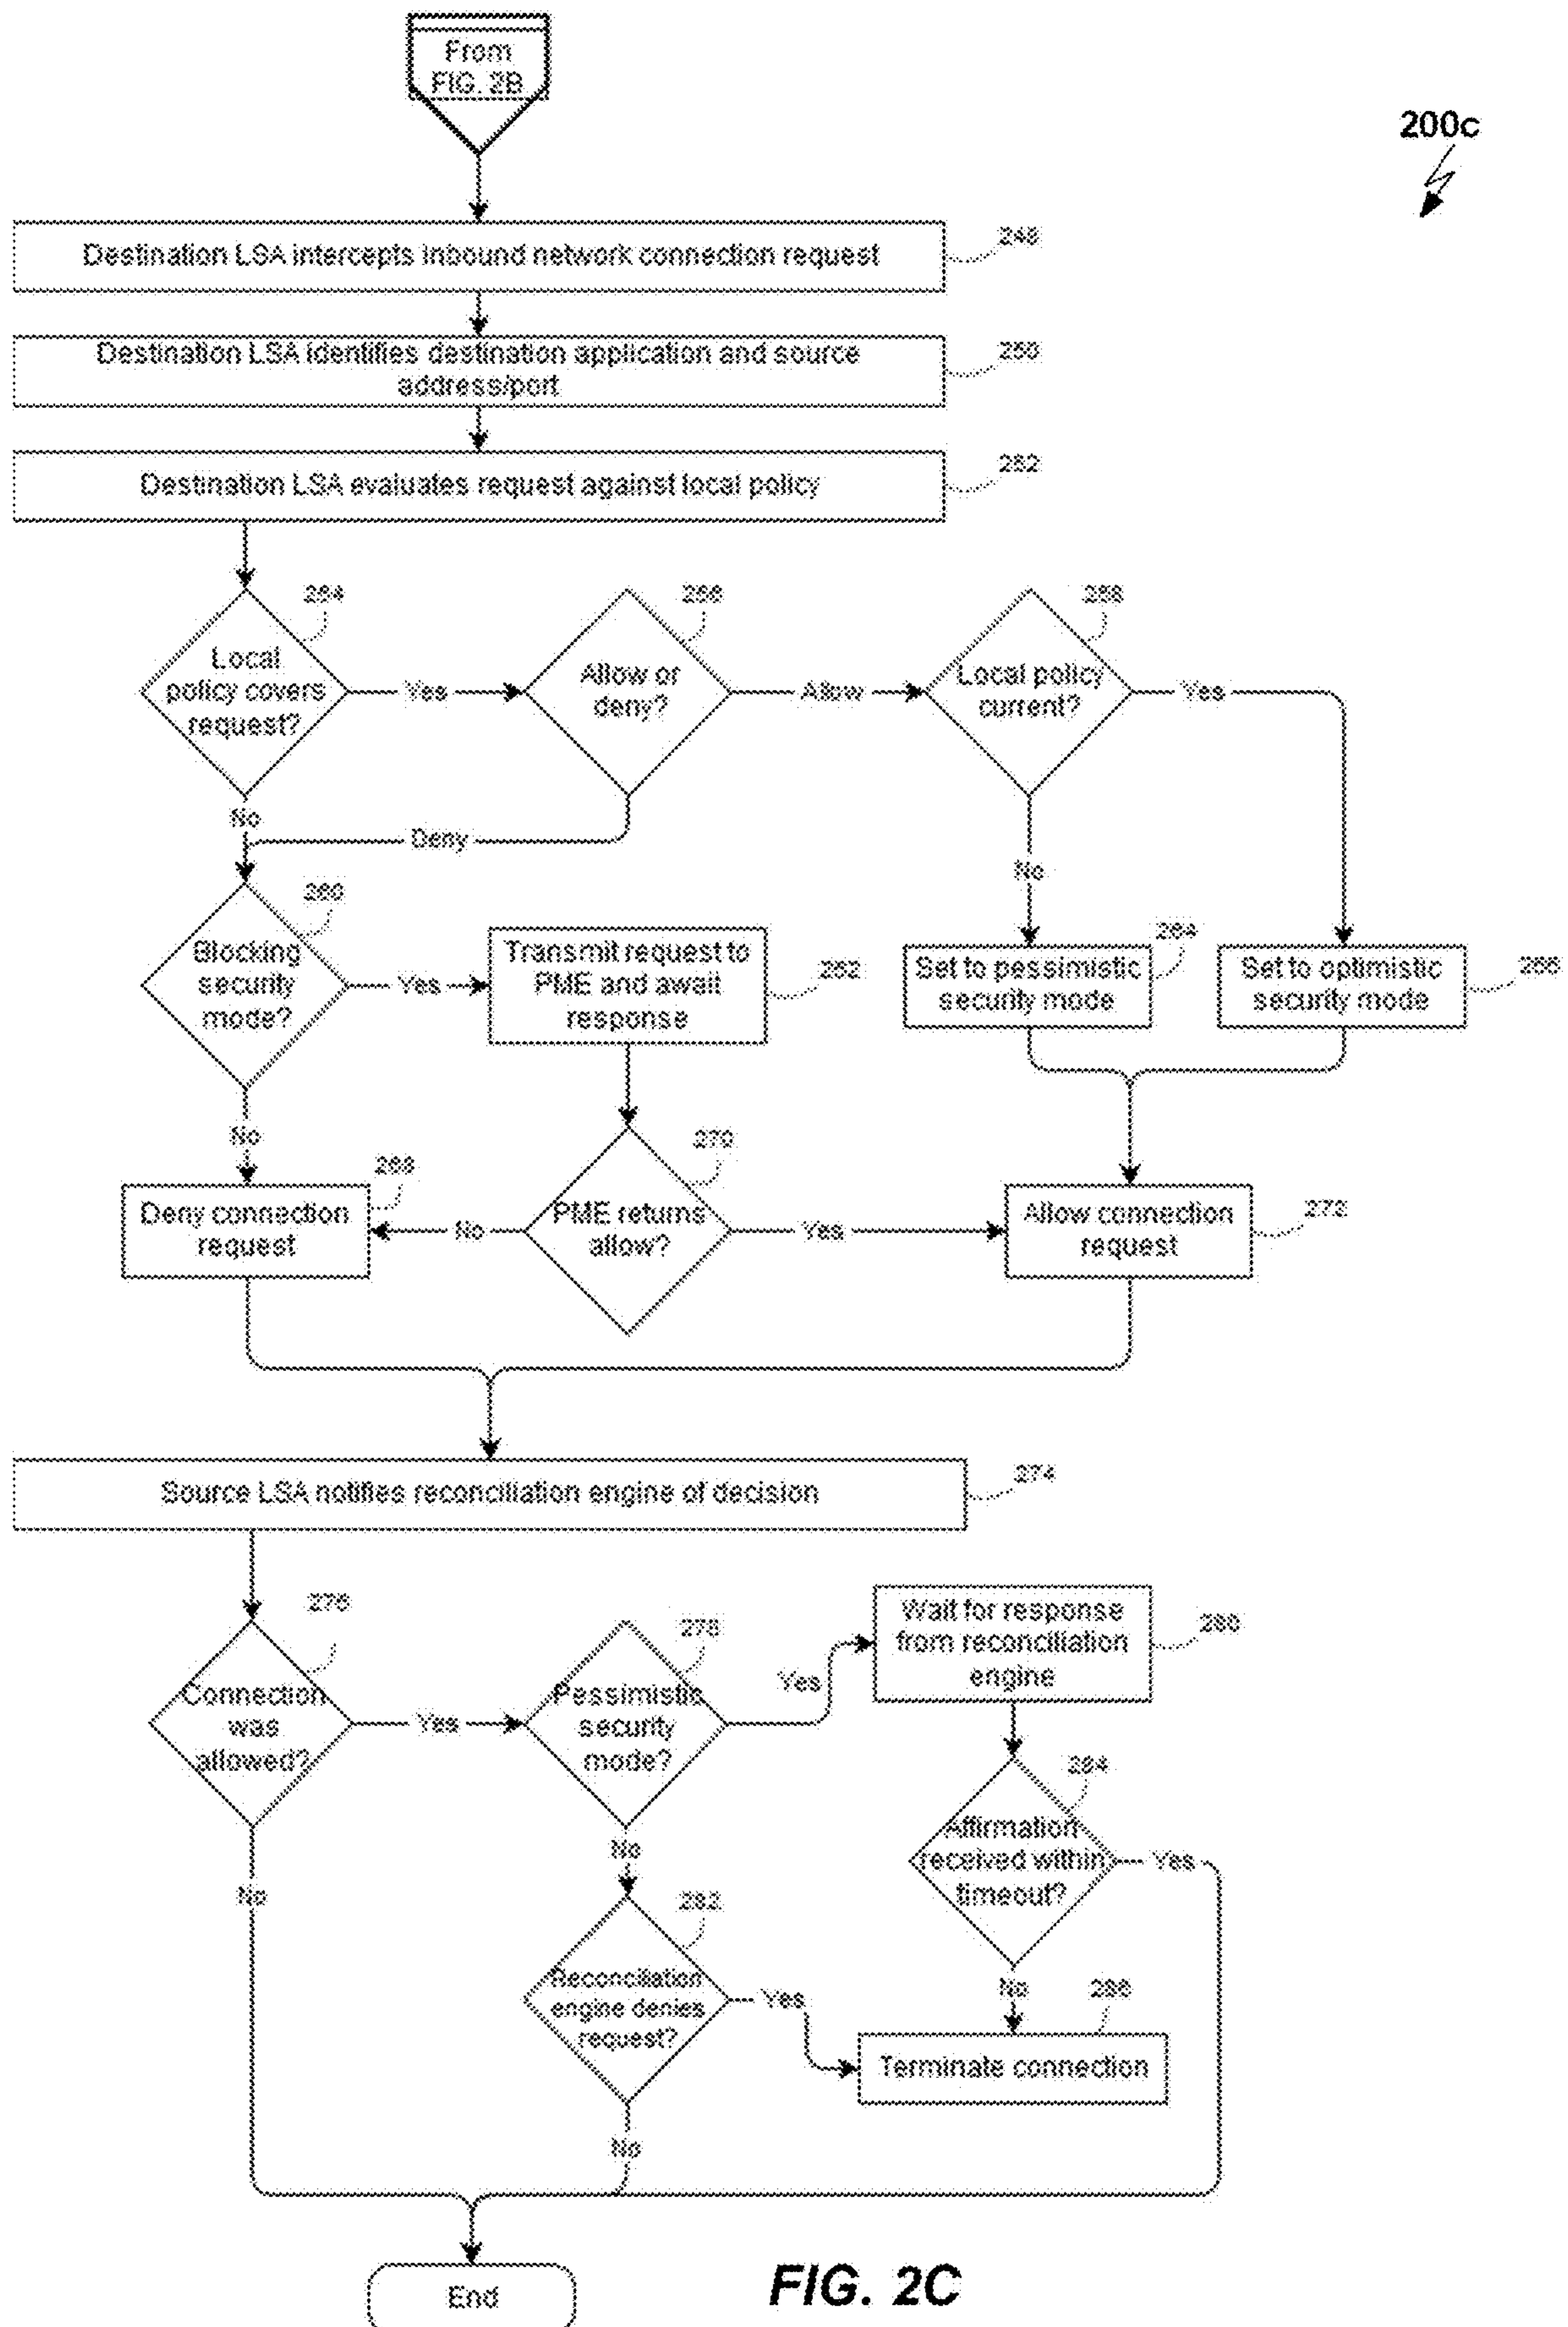 From
FIG. 2B
200c
Destination LSA intercepts inbound network connection request
248
Destination LSA identifies destination application and source
address/port
250
Destination LSA evaluates request against local policy
252
254
256
258
Local
policy covers
request?
Yes
Allow or
deny?
Allow
Local policy
current?
Yes
No
Deny
No
260
Blocking
security
mode?
Yes
Transmit request to
PME and await
response
262
Set to pessimistic
security mode
264
Set to optimistic
security mode
266
No
268
Deny connection
request
No
270
PME returns
allow?
Yes
Allow connection
request
272
Source LSA notifies reconciliation engine of decision
274
276
Connection
was
allowed?
Yes
278
Pessimistic
security
mode?
Yes
Wait for response
from reconciliation
engine
280
No
No
284
Affirmation
received within
timeout?
Yes
282
Reconciliation
engine denies
request?
Yes
No
286
Terminate connection
No
End
FIG. 2C